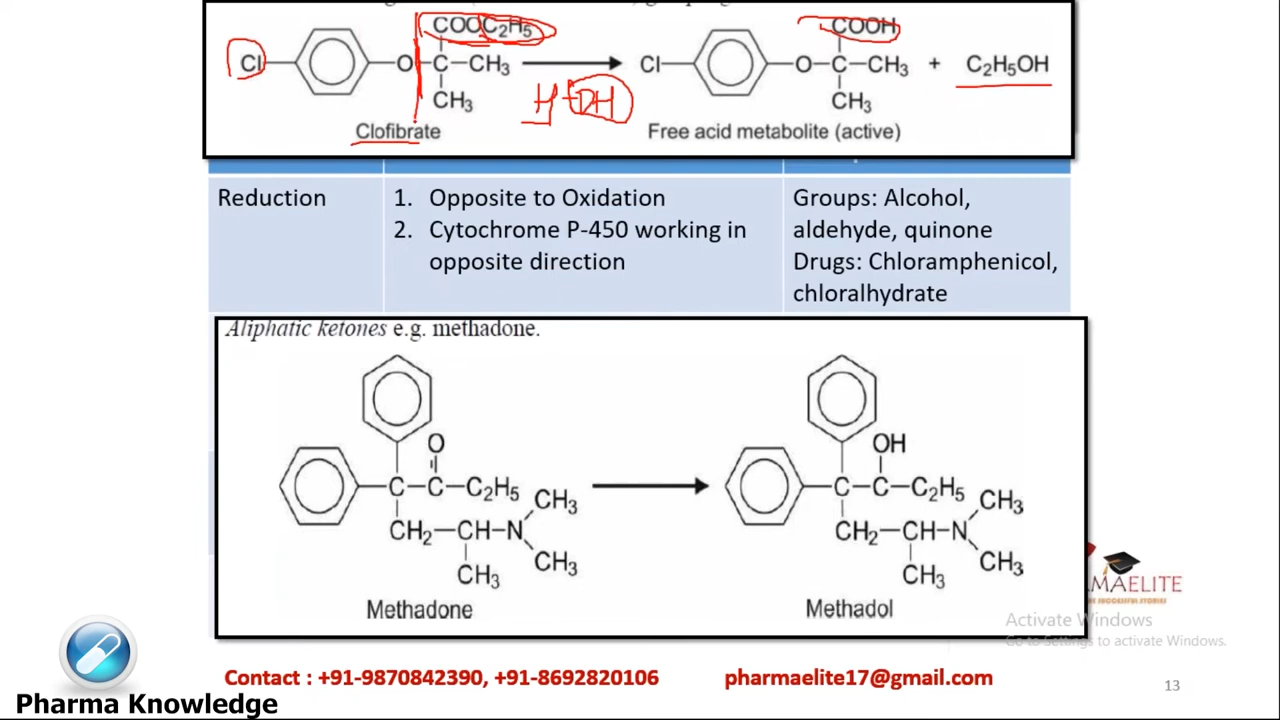 COOC₂H₅
Cl
O
C
CH₃
CH₃
Clofibrate
H
OH
COOH
Cl
O
C
CH₃
CH₃
+ C₂H₅OH
Free acid metabolite (active)
Reduction
1. Opposite to Oxidation
2. Cytochrome P-450 working in
opposite direction
Groups: Alcohol,
aldehyde, quinone
Drugs: Chloramphenicol,
chloralhydrate
Aliphatic ketones e.g. methadone.
O
C–C–C₂H₅
CH₃
CH₂–CH–N
CH₃
CH₃
Methadone
OH
C–C–C₂H₅
CH₃
CH₂–CH–N
CH₃
CH₃
Methadol
MAELITE
Activate Windows
Go to Settings to activate Windows.
Contact : +91-9870842390, +91-8692820106
pharmaelite17@gmail.com
13
Pharma Knowledge